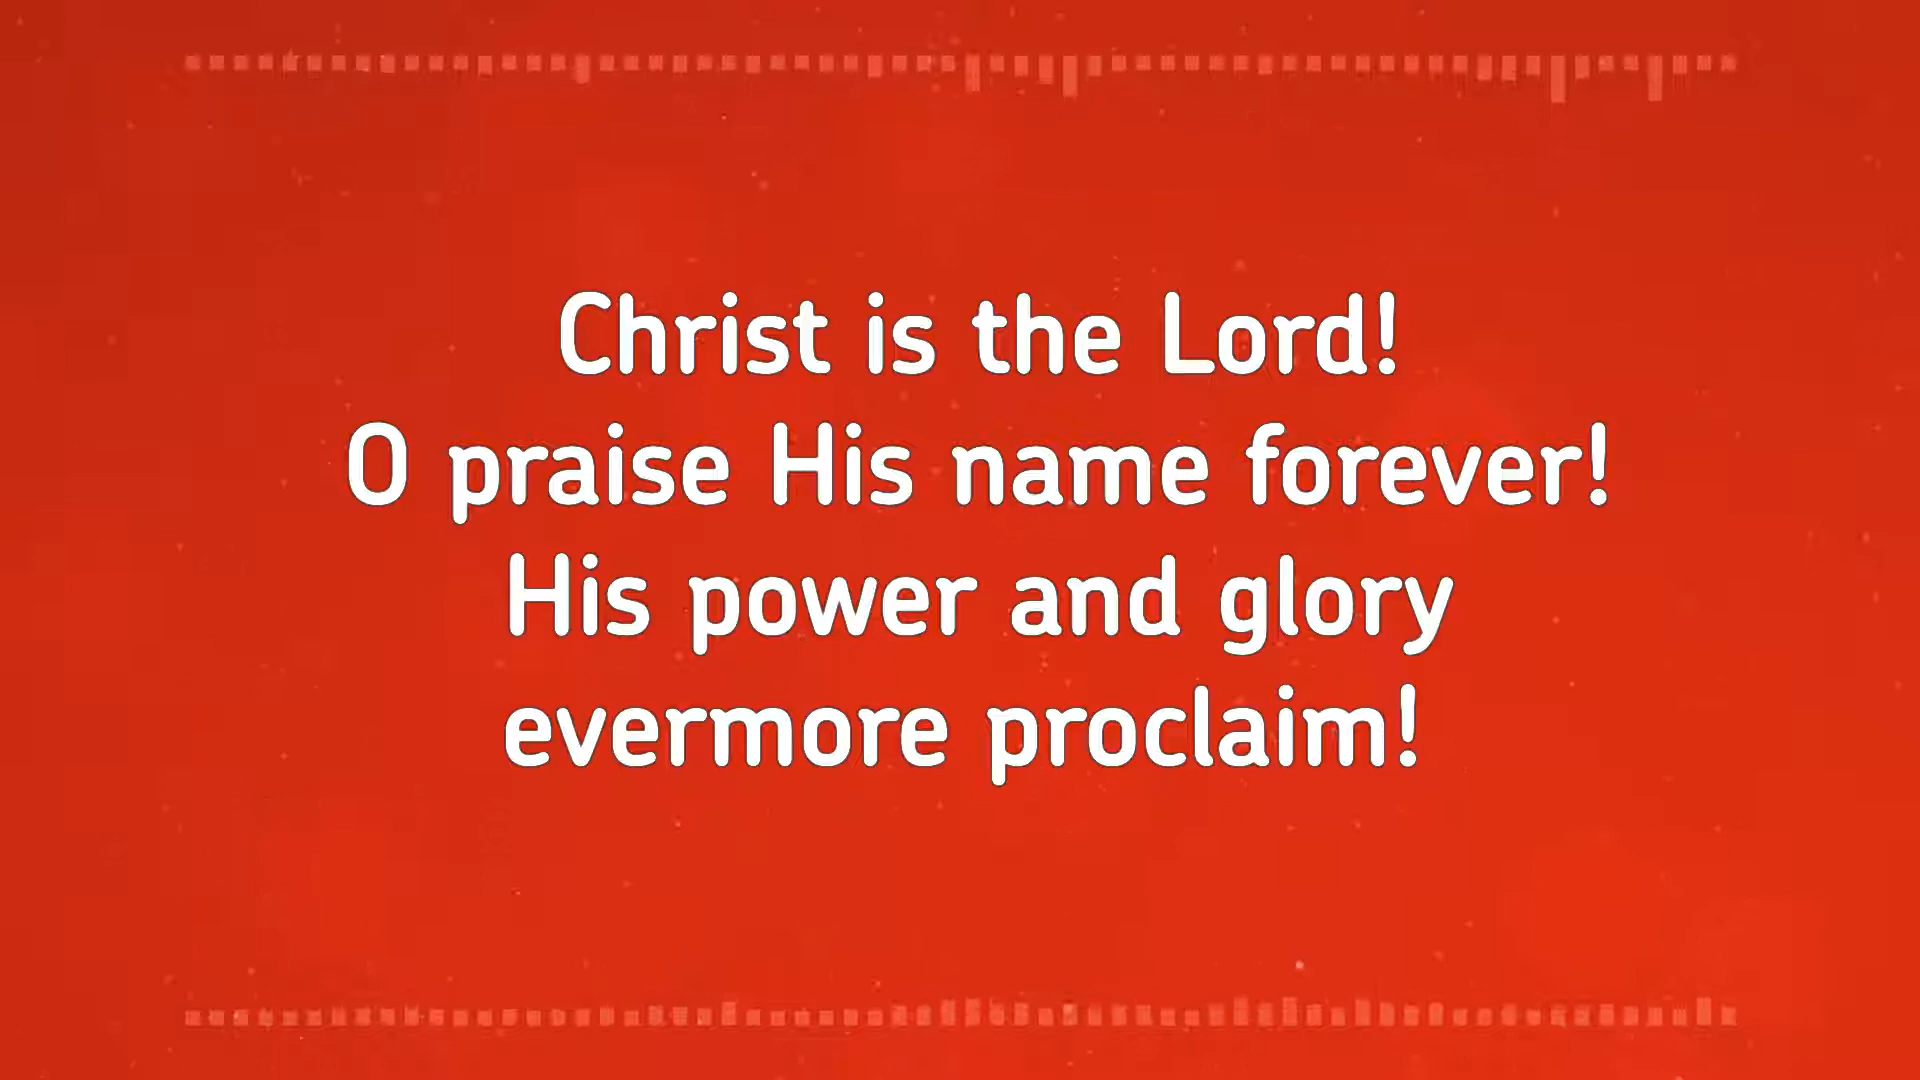 Christ is the Lord!
O praise His name forever!
His power and glory
evermore proclaim!